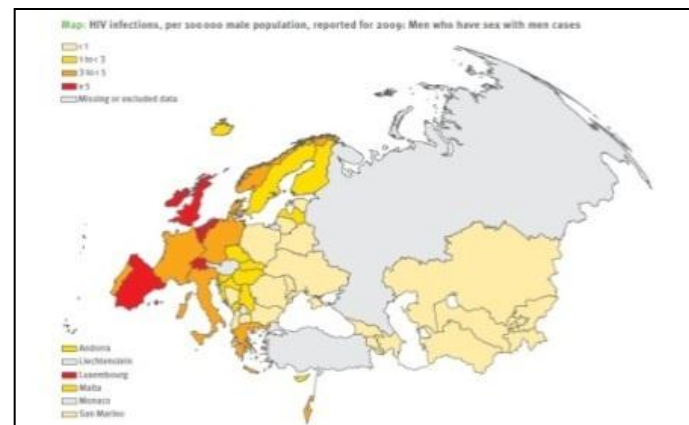 Map: HIV infections, per 100 000 male population, reported for 2009: Men who have sex with men cases
< 1
1 to < 3
3 to < 5
≥ 5
Missing or excluded data
Andorra
Liechtenstein
Luxembourg
Malta
Monaco
San Marino